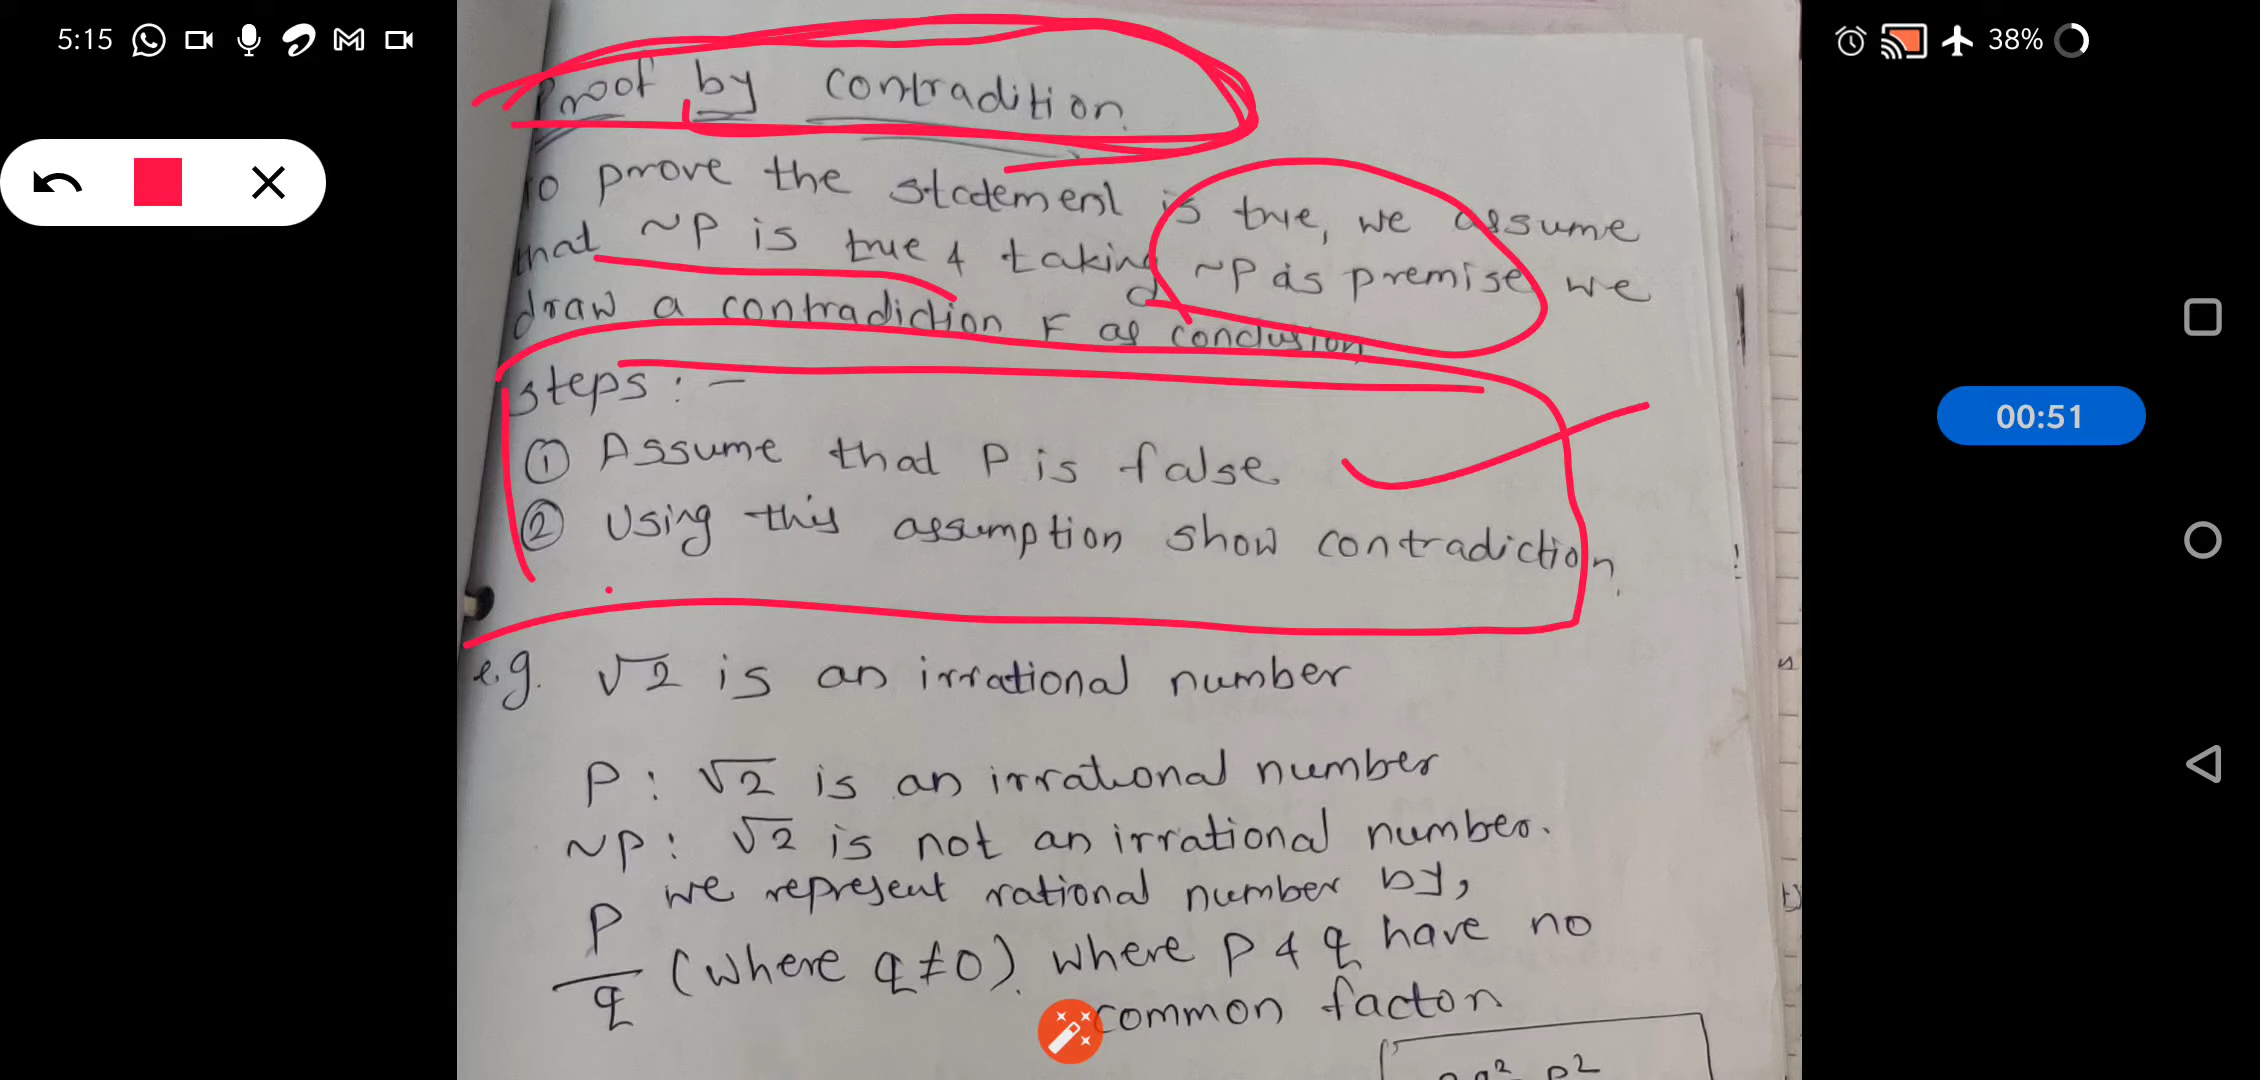 5:15
38%
00:51
Proof by contradition.
To prove the statement is true, we assume
that ~P is true & taking ~P as premise we
draw a contradiction F as conclusion
Steps : -
① Assume that P is false.
② Using this assumption show contradiction.
e.g. √2 is an irrational number
P : √2 is an irrational number
~P : √2 is not an irrational number.
we represent rational number by,
P/q (where q≠0). where P & q have no
common factor